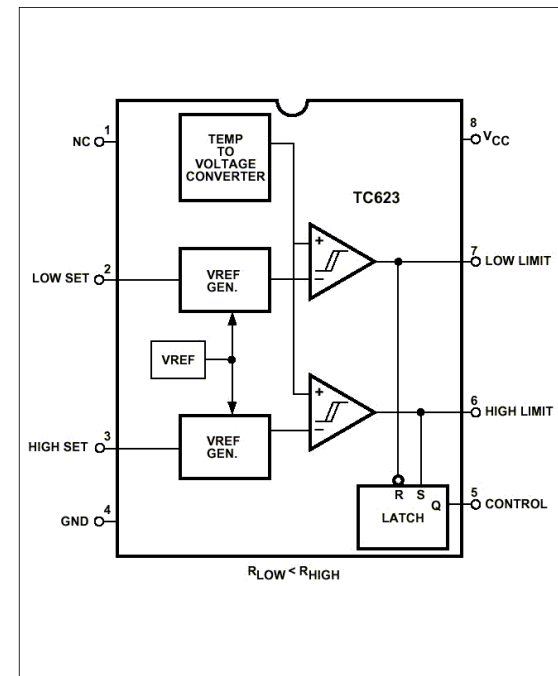 TEMP
TO
VOLTAGE
CONVERTER
TC623
1
NC
8
VCC
+
−
7
LOW LIMIT
2
LOW SET
VREF
GEN.
VREF
+
−
6
HIGH LIMIT
3
HIGH SET
VREF
GEN.
R S
Q
LATCH
5
CONTROL
4
GND
RLOW < RHIGH